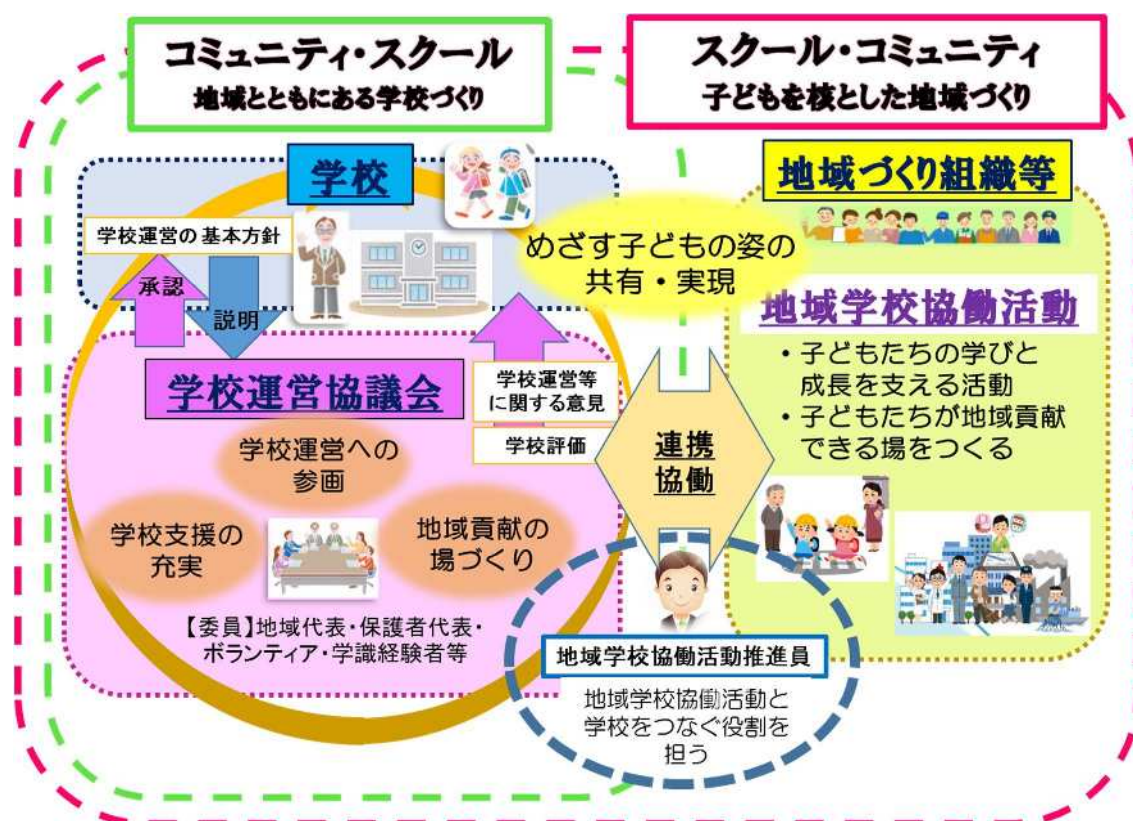 コミュニティ・スクール
地域とともにある学校づくり
スクール・コミュニティ
子どもを核とした地域づくり
学校
学校運営の基本方針
承認
説明
めざす子どもの姿の
共有・実現
学校運営協議会
学校運営等
に関する意見
学校評価
学校運営への
参画
学校支援の
充実
地域貢献の
場づくり
【委員】地域代表・保護者代表・
ボランティア・学識経験者等
連携
協働
地域づくり組織等
地域学校協働活動
・子どもたちの学びと
成長を支える活動
・子どもたちが地域貢献
できる場をつくる
地域学校協働活動推進員
地域学校協働活動と
学校をつなぐ役割を
担う